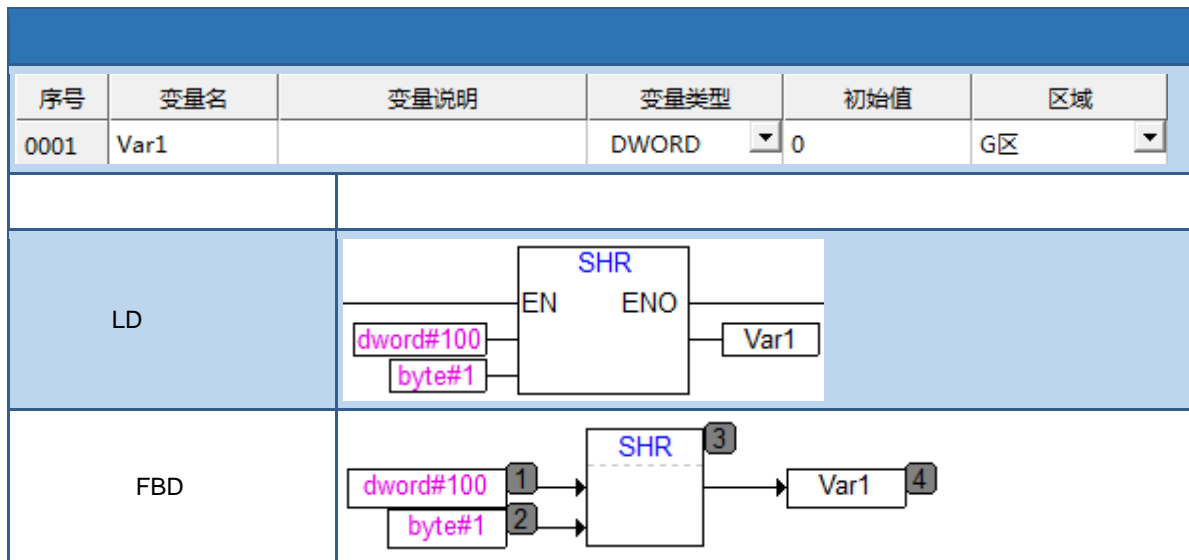 序号 变量名 变量说明 变量类型 初始值 区域
0001 Var1 DWORD 0 G区
LD
SHR
EN ENO
dword#100 Var1
byte#1
FBD
SHR 3
dword#100 1 Var1 4
byte#1 2